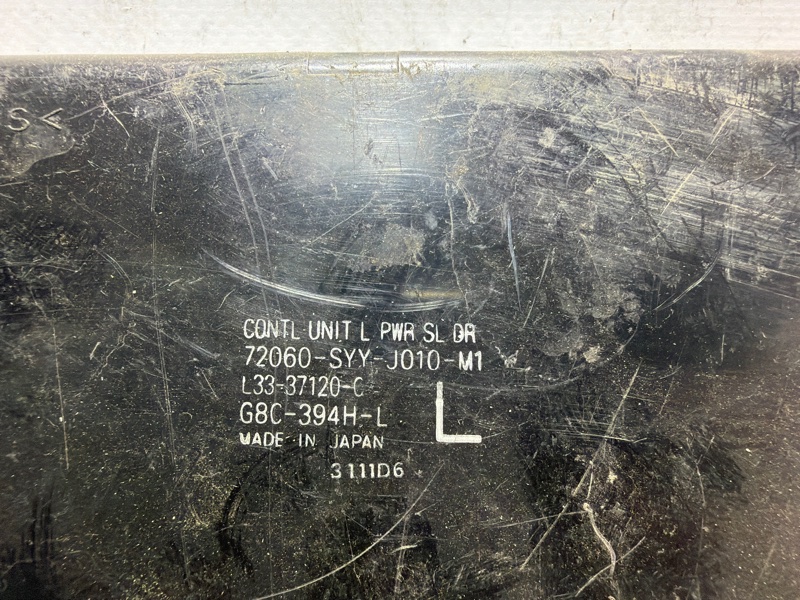 S<
CONTL UNIT L PWR SL DR
72060-SYY-J010-M1
L33-37120-C
G8C-394H-L
L
MADE IN JAPAN
3111D6